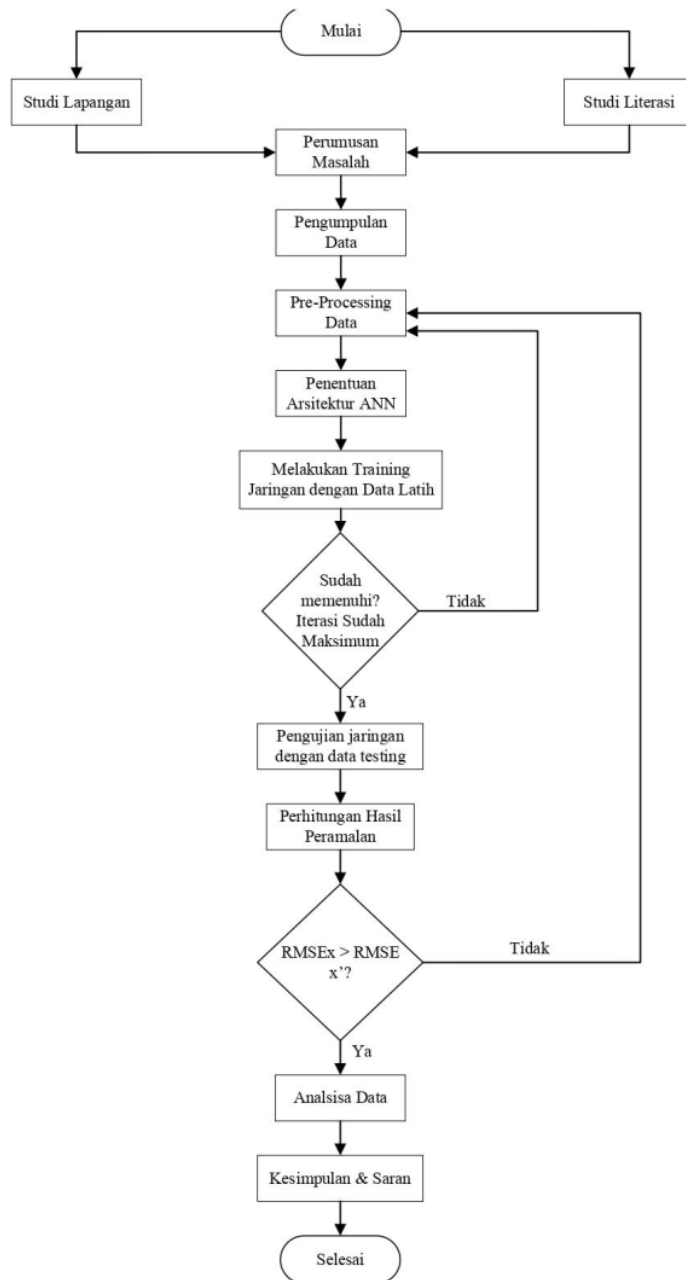 Mulai
Studi Lapangan
Studi Literasi
Perumusan
Masalah
Pengumpulan
Data
Pre-Processing
Data
Penentuan
Arsitektur ANN
Melakukan Training
Jaringan dengan Data Latih
Sudah
memenuhi?
Iterasi Sudah
Maksimum
Tidak
Ya
Pengujian jaringan
dengan data testing
Perhitungan Hasil
Peramalan
RMSEx > RMSE
x’?
Tidak
Ya
Analsisa Data
Kesimpulan & Saran
Selesai